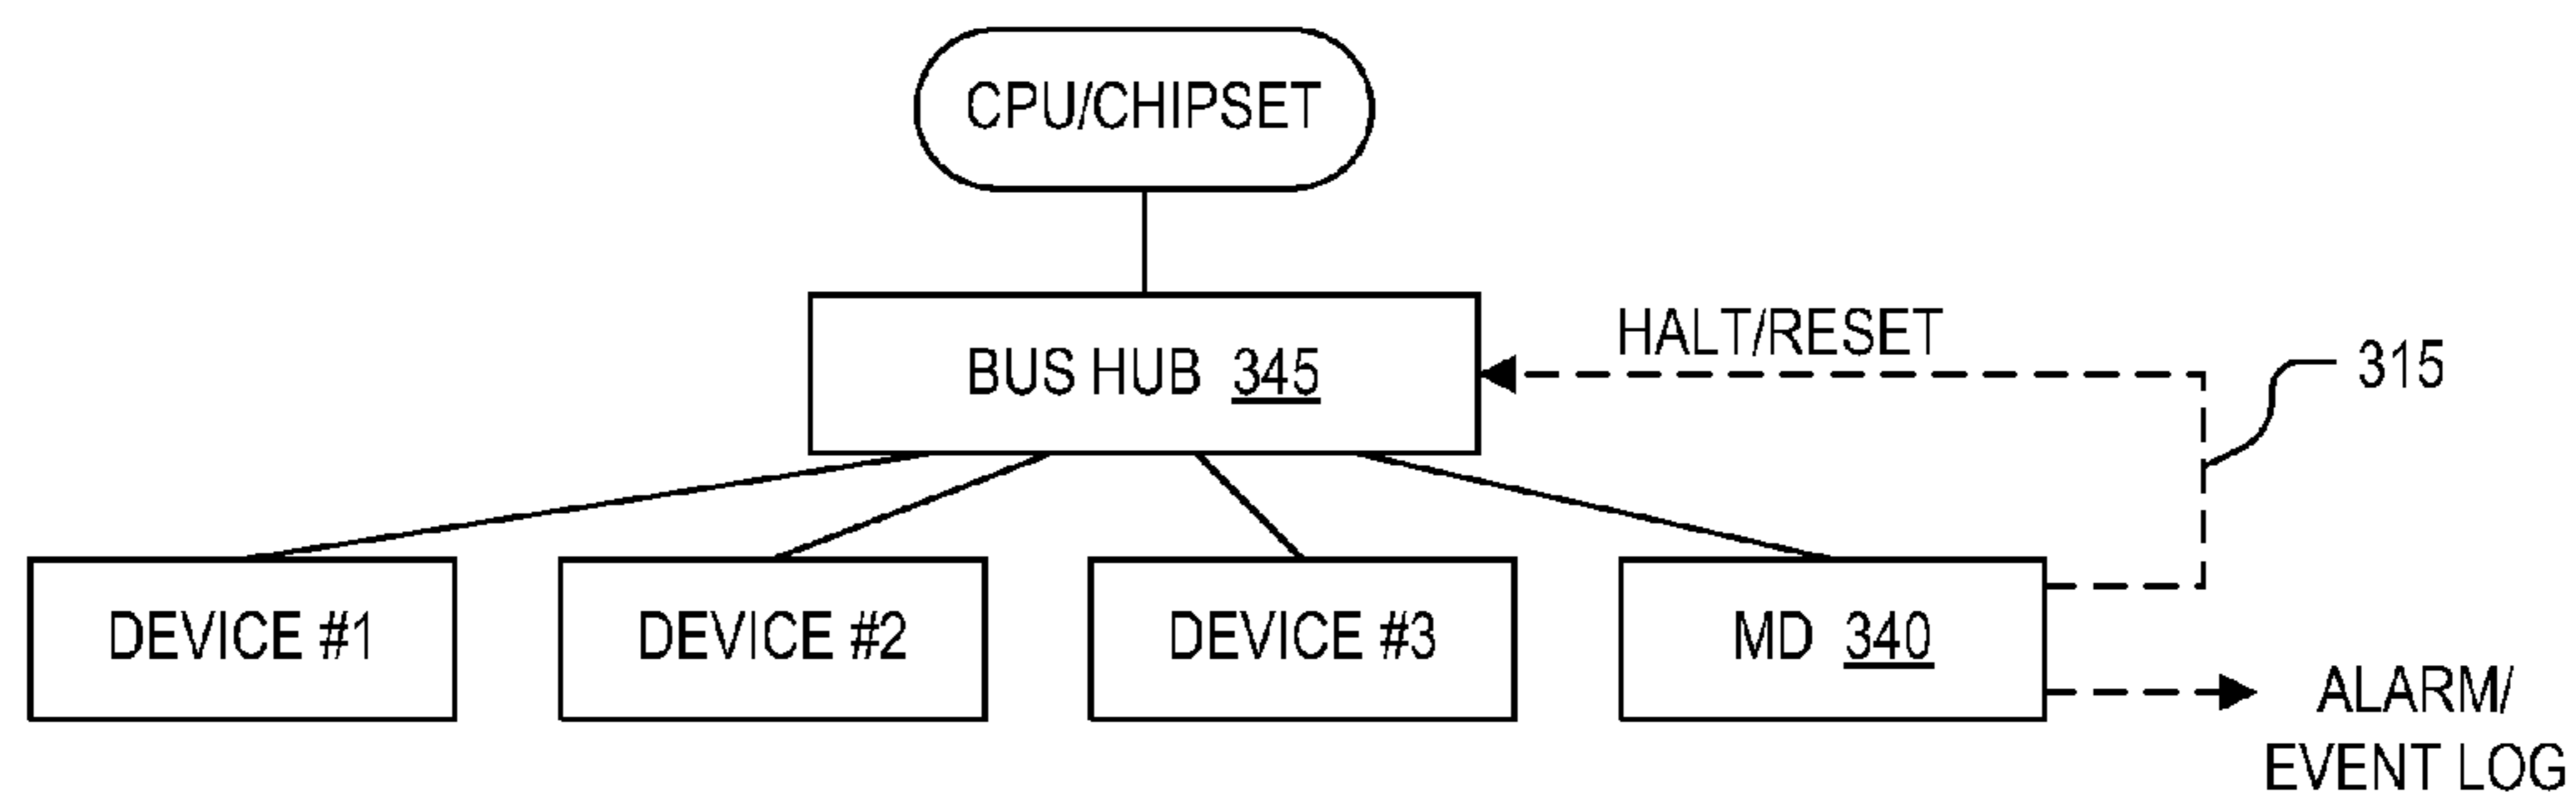 CPU/CHIPSET
HALT/RESET
BUS HUB 345
315
DEVICE #1
DEVICE #2
DEVICE #3
MD 340
ALARM/
EVENT LOG